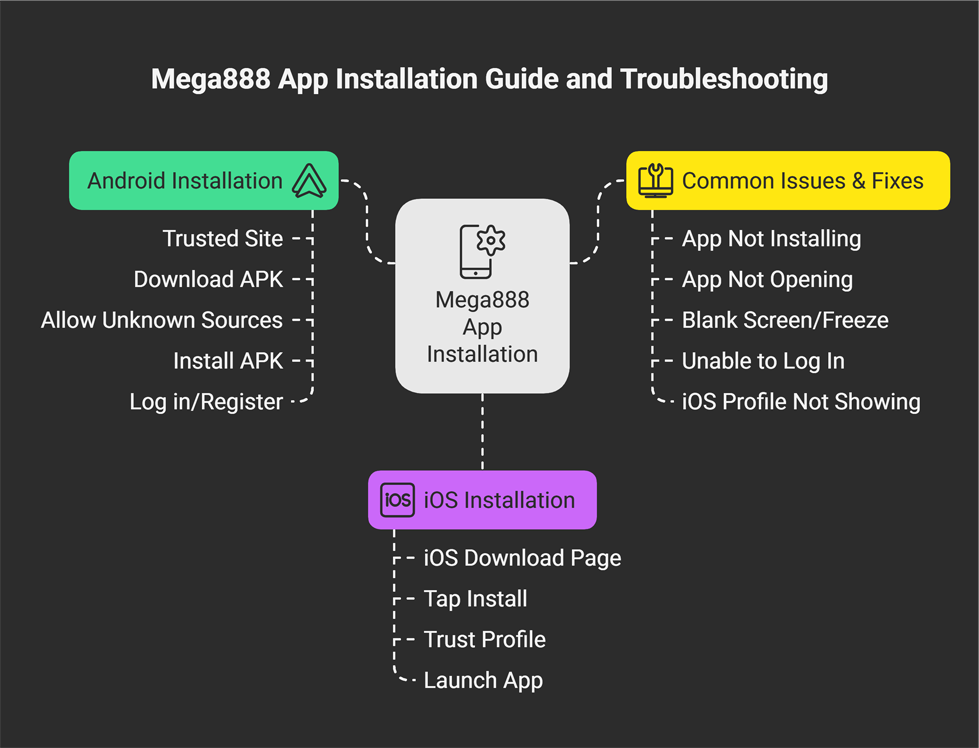 Mega888 App Installation Guide and Troubleshooting
Android Installation
Trusted Site
Download APK
Allow Unknown Sources
Install APK
Log in/Register
Mega888
App
Installation
Common Issues & Fixes
App Not Installing
App Not Opening
Blank Screen/Freeze
Unable to Log In
iOS Profile Not Showing
iOS
iOS Installation
iOS Download Page
Tap Install
Trust Profile
Launch App